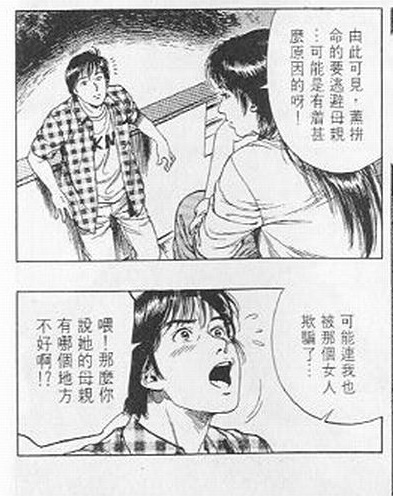 由此可見，薰拚
命的要逃避母親
…可能是有着甚
麼原因的呀！
KN
可能連我也
被那個女人
欺騙了…
喂！那麼你
說她的母親
有哪個地方
不好啊!?